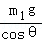 m₁g
cos θ